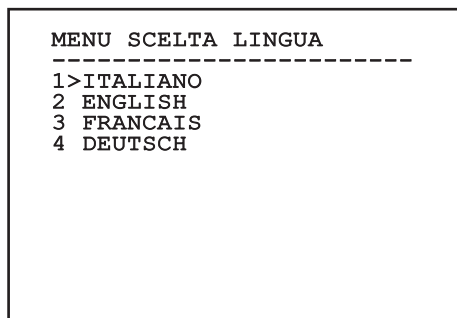 MENU SCELTA LINGUA
------------------------
1>ITALIANO
2 ENGLISH
3 FRANCAIS
4 DEUTSCH